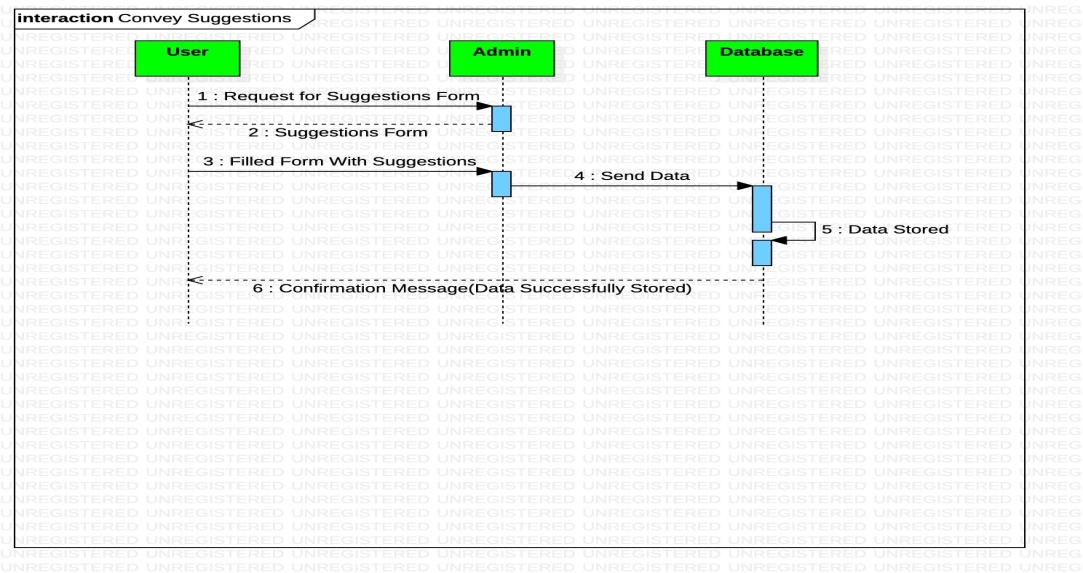 interaction Convey Suggestions
User
Admin
Database
1 : Request for Suggestions Form
2 : Suggestions Form
3 : Filled Form With Suggestions
4 : Send Data
5 : Data Stored
6 : Confirmation Message(Data Successfully Stored)
UNREGISTERED